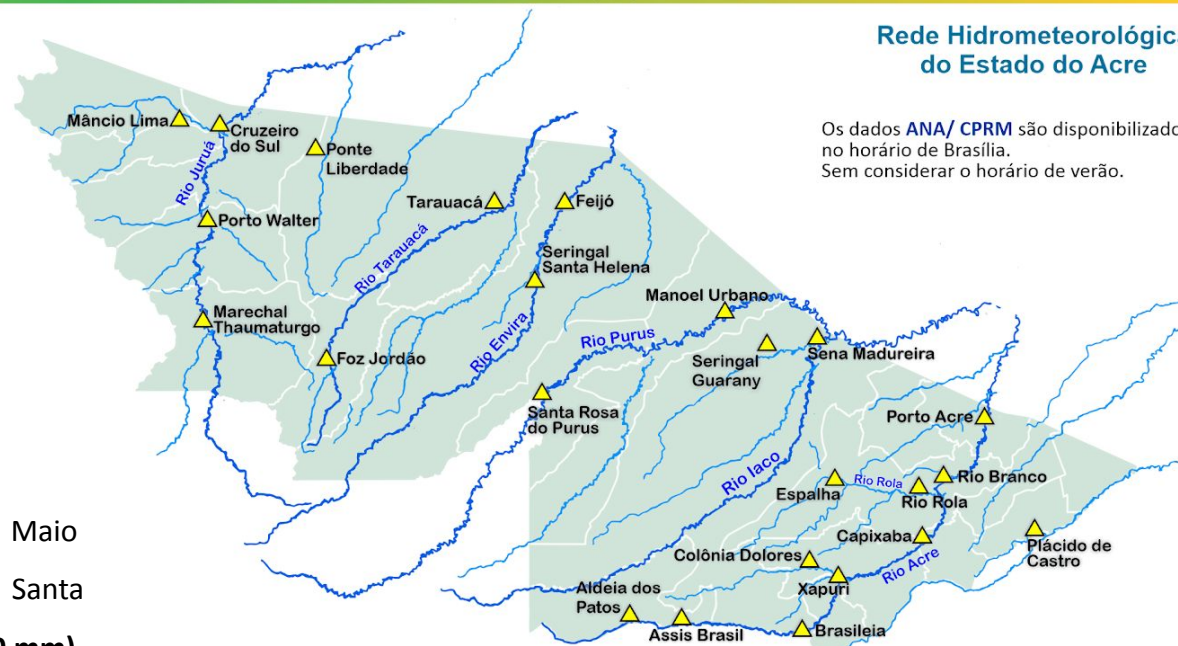 Rede Hidrometeorológica
do Estado do Acre
Os dados ANA/ CPRM são disponibilizado
no horário de Brasília.
Sem considerar o horário de verão.
Mâncio Lima
Cruzeiro
do Sul
Ponte
Liberdade
Rio Juruá
Porto Walter
Tarauacá
Feijó
Rio Tarauacá
Seringal
Santa Helena
Marechal
Thaumaturgo
Foz Jordão
Rio Envira
Manoel Urbano
Rio Purus
Seringal
Guarany
Sena Madureira
Santa Rosa
do Purus
Porto Acre
Rio Iaco
Espalha
Rio Rola
Rio Rola
Rio Branco
Capixaba
Plácido de
Castro
Colônia Dolores
Rio Acre
Xapuri
Aldeia dos
Patos
Assis Brasil
Brasileia
Maio
Santa
mm)